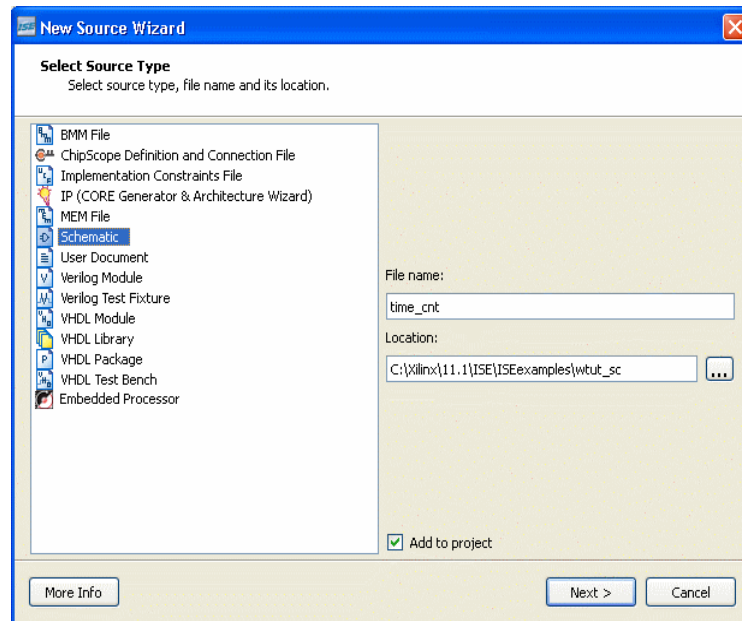 ISE New Source Wizard
Select Source Type
Select source type, file name and its location.
BMM File
ChipScope Definition and Connection File
Implementation Constraints File
IP (CORE Generator & Architecture Wizard)
MEM File
Schematic
User Document
Verilog Module
Verilog Test Fixture
VHDL Module
VHDL Library
VHDL Package
VHDL Test Bench
Embedded Processor
File name:
time_cnt
Location:
C:\Xilinx\11.1\ISE\ISEexamples\wtut_sc
...
Add to project
More Info
Next >
Cancel